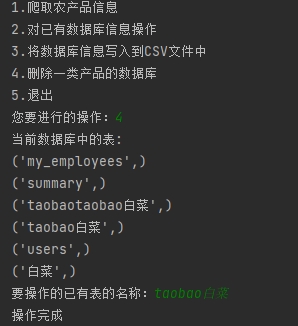 1.爬取农产品信息
2.对已有数据库信息操作
3.将数据库信息写入到CSV文件中
4.删除一类产品的数据库
5.退出
您要进行的操作：4
当前数据库中的表：
('my_employees',)
('summary',)
('taobaotaobao白菜',)
('taobao白菜',)
('users',)
('白菜',)
要操作的已有表的名称：taobao白菜
操作完成